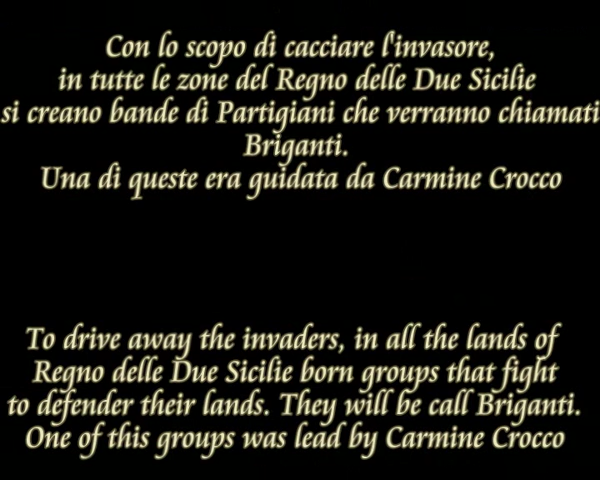 Con lo scopo di cacciare l'invasore,
in tutte le zone del Regno delle Due Sicilie
si creano bande di Partigiani che verranno chiamati
Briganti.
Una di queste era guidata da Carmine Crocco
To drive away the invaders, in all the lands of
Regno delle Due Sicilie born groups that fight
to defender their lands. They will be call Briganti.
One of this groups was lead by Carmine Crocco